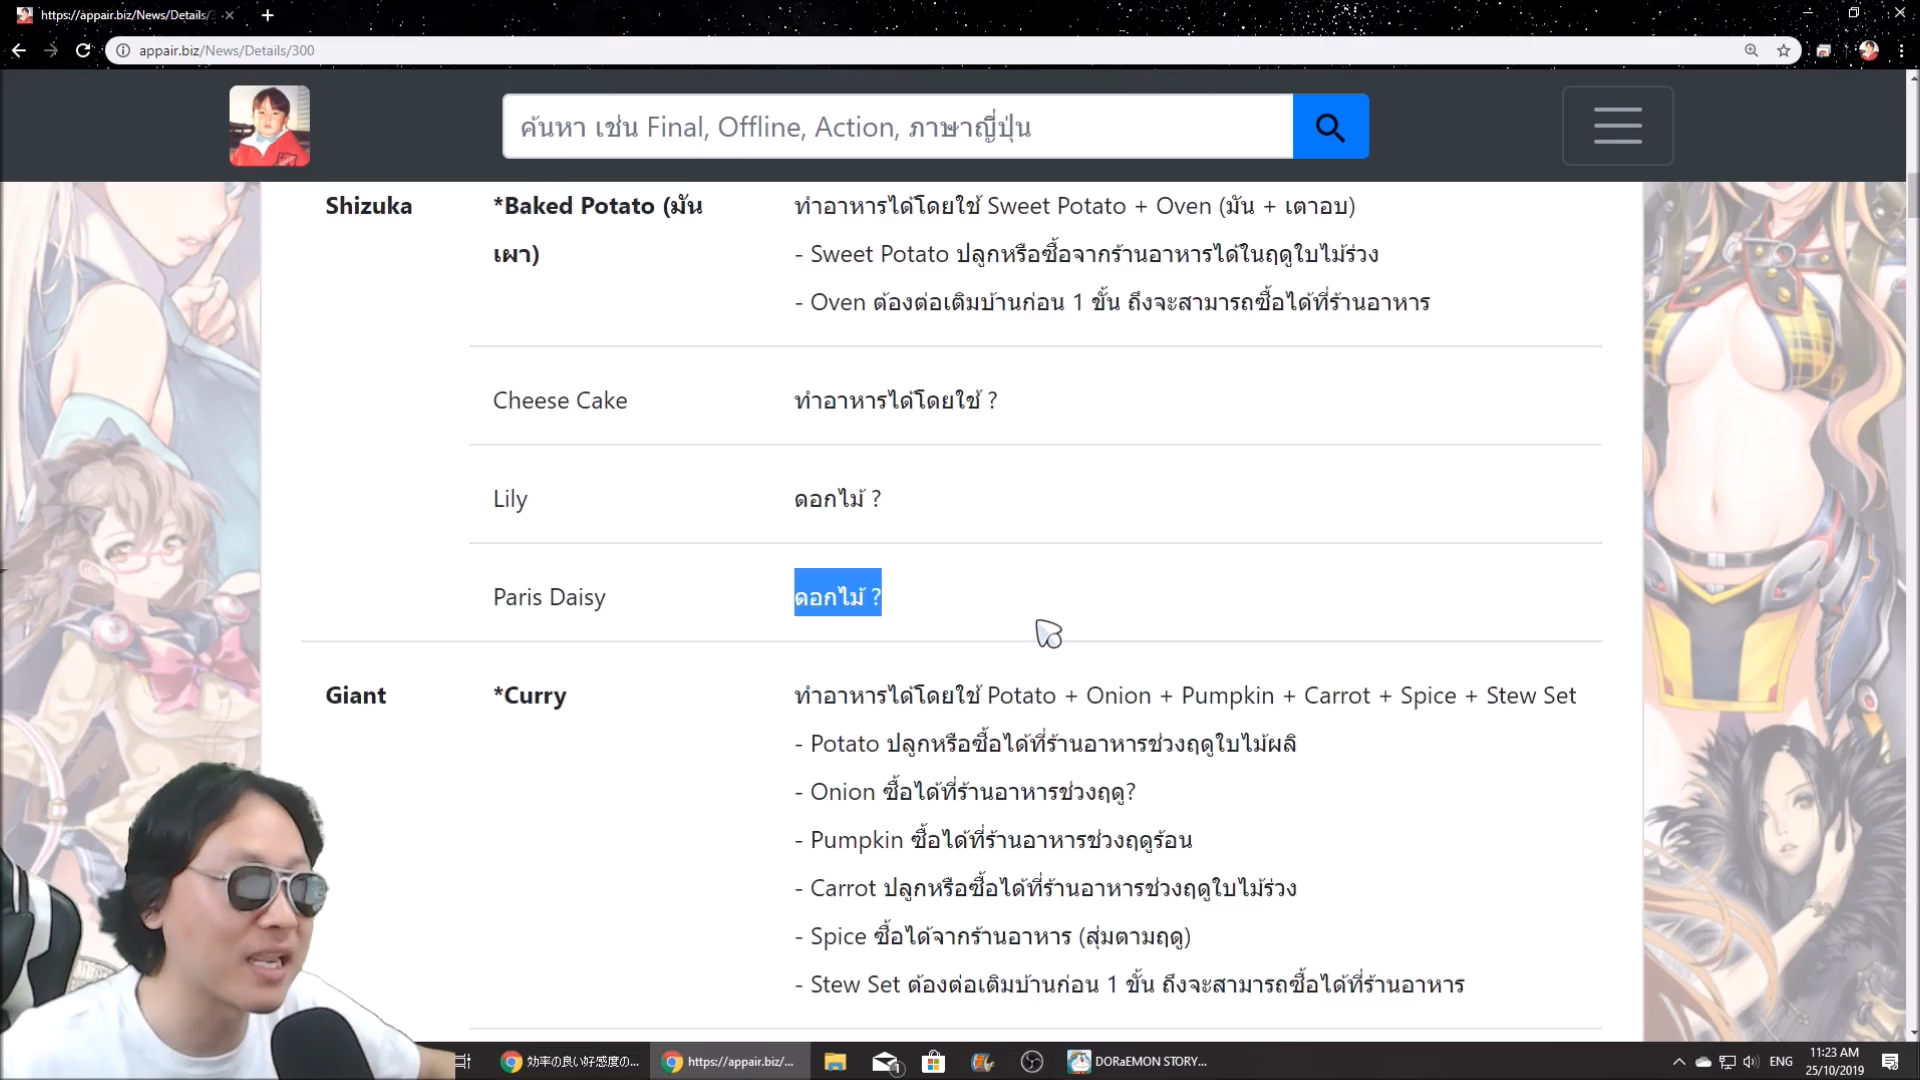 https://appair.biz/News/Details/
appair.biz/News/Details/300
ค้นหา เช่น Final, Offline, Action, ภาษาญี่ปุ่น
Shizuka
*Baked Potato (มัน
เผา)
ทำอาหารได้โดยใช้ Sweet Potato + Oven (มัน + เตาอบ)
- Sweet Potato ปลูกหรือซื้อจากร้านอาหารได้ในฤดูใบไม้ร่วง
- Oven ต้องต่อเติมบ้านก่อน 1 ขั้น ถึงจะสามารถซื้อได้ที่ร้านอาหาร
Cheese Cake
ทำอาหารได้โดยใช้ ?
Lily
ดอกไม้ ?
Paris Daisy
ดอกไม้ ?
Giant
*Curry
ทำอาหารได้โดยใช้ Potato + Onion + Pumpkin + Carrot + Spice + Stew Set
- Potato ปลูกหรือซื้อได้ที่ร้านอาหารช่วงฤดูใบไม้ผลิ
- Onion ซื้อได้ที่ร้านอาหารช่วงฤดู?
- Pumpkin ซื้อได้ที่ร้านอาหารช่วงฤดูร้อน
- Carrot ปลูกหรือซื้อได้ที่ร้านอาหารช่วงฤดูใบไม้ร่วง
- Spice ซื้อได้จากร้านอาหาร (สุ่มตามฤดู)
- Stew Set ต้องต่อเติมบ้านก่อน 1 ขั้น ถึงจะสามารถซื้อได้ที่ร้านอาหาร
効率の良い好感度の...
https://appair.biz/...
1
DORaEMON STORY...
ENG
11:23 AM
25/10/2019